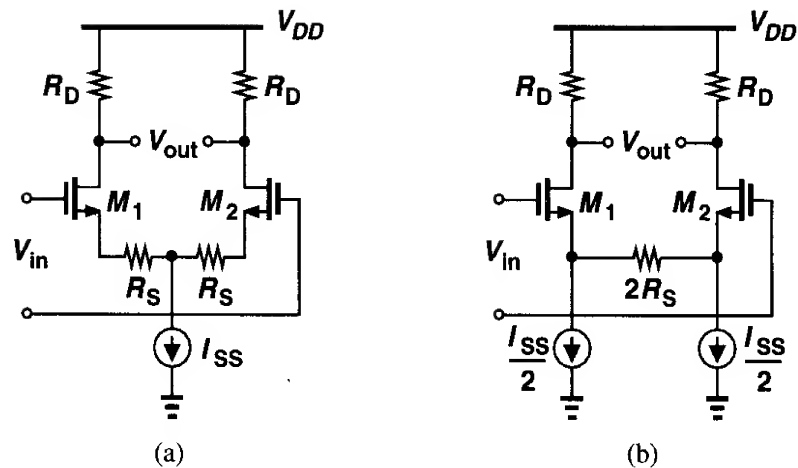 V_DD
R_D R_D
V_out
M_1 M_2
V_in
R_S R_S
I_SS
(a)
V_DD
R_D R_D
V_out
M_1 M_2
V_in
2R_S
I_SS/2 I_SS/2
(b)